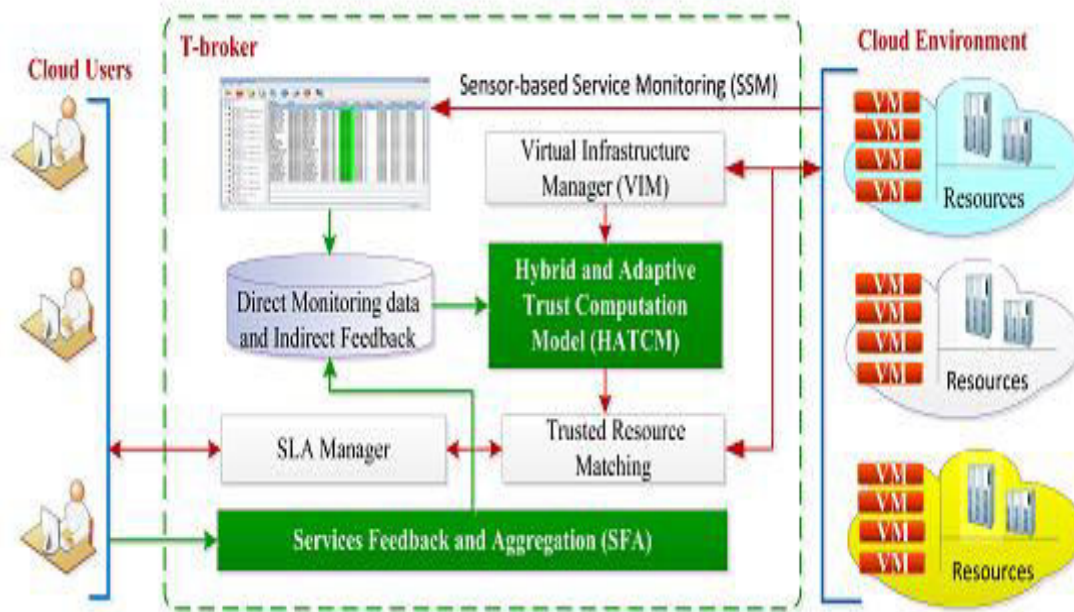 T-broker
Cloud Users
Cloud Environment
Sensor-based Service Monitoring (SSM)
Virtual Infrastructure
Manager (VIM)
Hybrid and Adaptive
Trust Computation
Model (HATCM)
Direct Monitoring data
and Indirect Feedback
SLA Manager
Trusted Resource
Matching
Services Feedback and Aggregation (SFA)
VM
VM
VM
VM
Resources
VM
VM
VM
VM
Resources
VM
VM
VM
VM
Resources